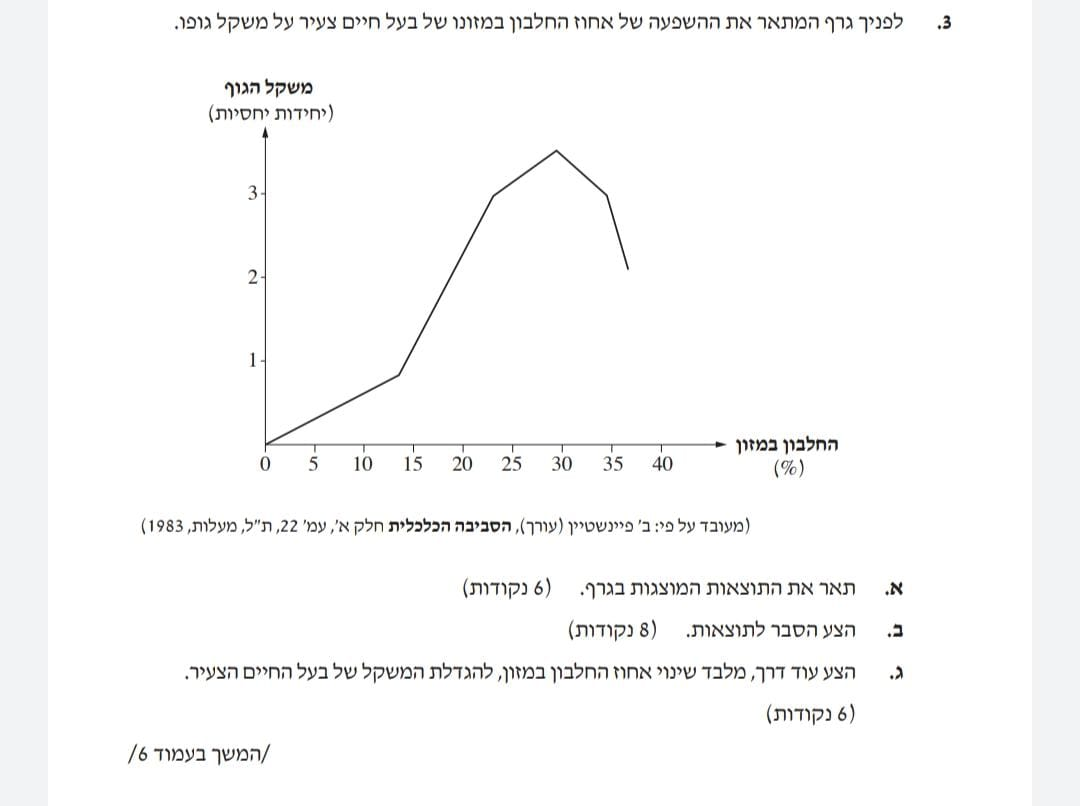 3. לפניך גרף המתאר את ההשפעה של אחוז החלבון במזונו של בעל חיים צעיר על משקל גופו.
משקל הגוף
(יחידות יחסיות)
3
2
1
0 5 10 15 20 25 30 35 40
החלבון במזון
(%)
(מעובד על פי: ב' פיינשטיין (עורך), הסביבה הכלכלית חלק א', עמ' 22, ת"ל, מעלות, 1983)
א. תאר את התוצאות המוצגות בגרף. (6 נקודות)
ב. הצע הסבר לתוצאות. (8 נקודות)
ג. הצע עוד דרך, מלבד שינוי אחוז החלבון במזון, להגדלת המשקל של בעל החיים הצעיר.
(6 נקודות)
/המשך בעמוד 6/